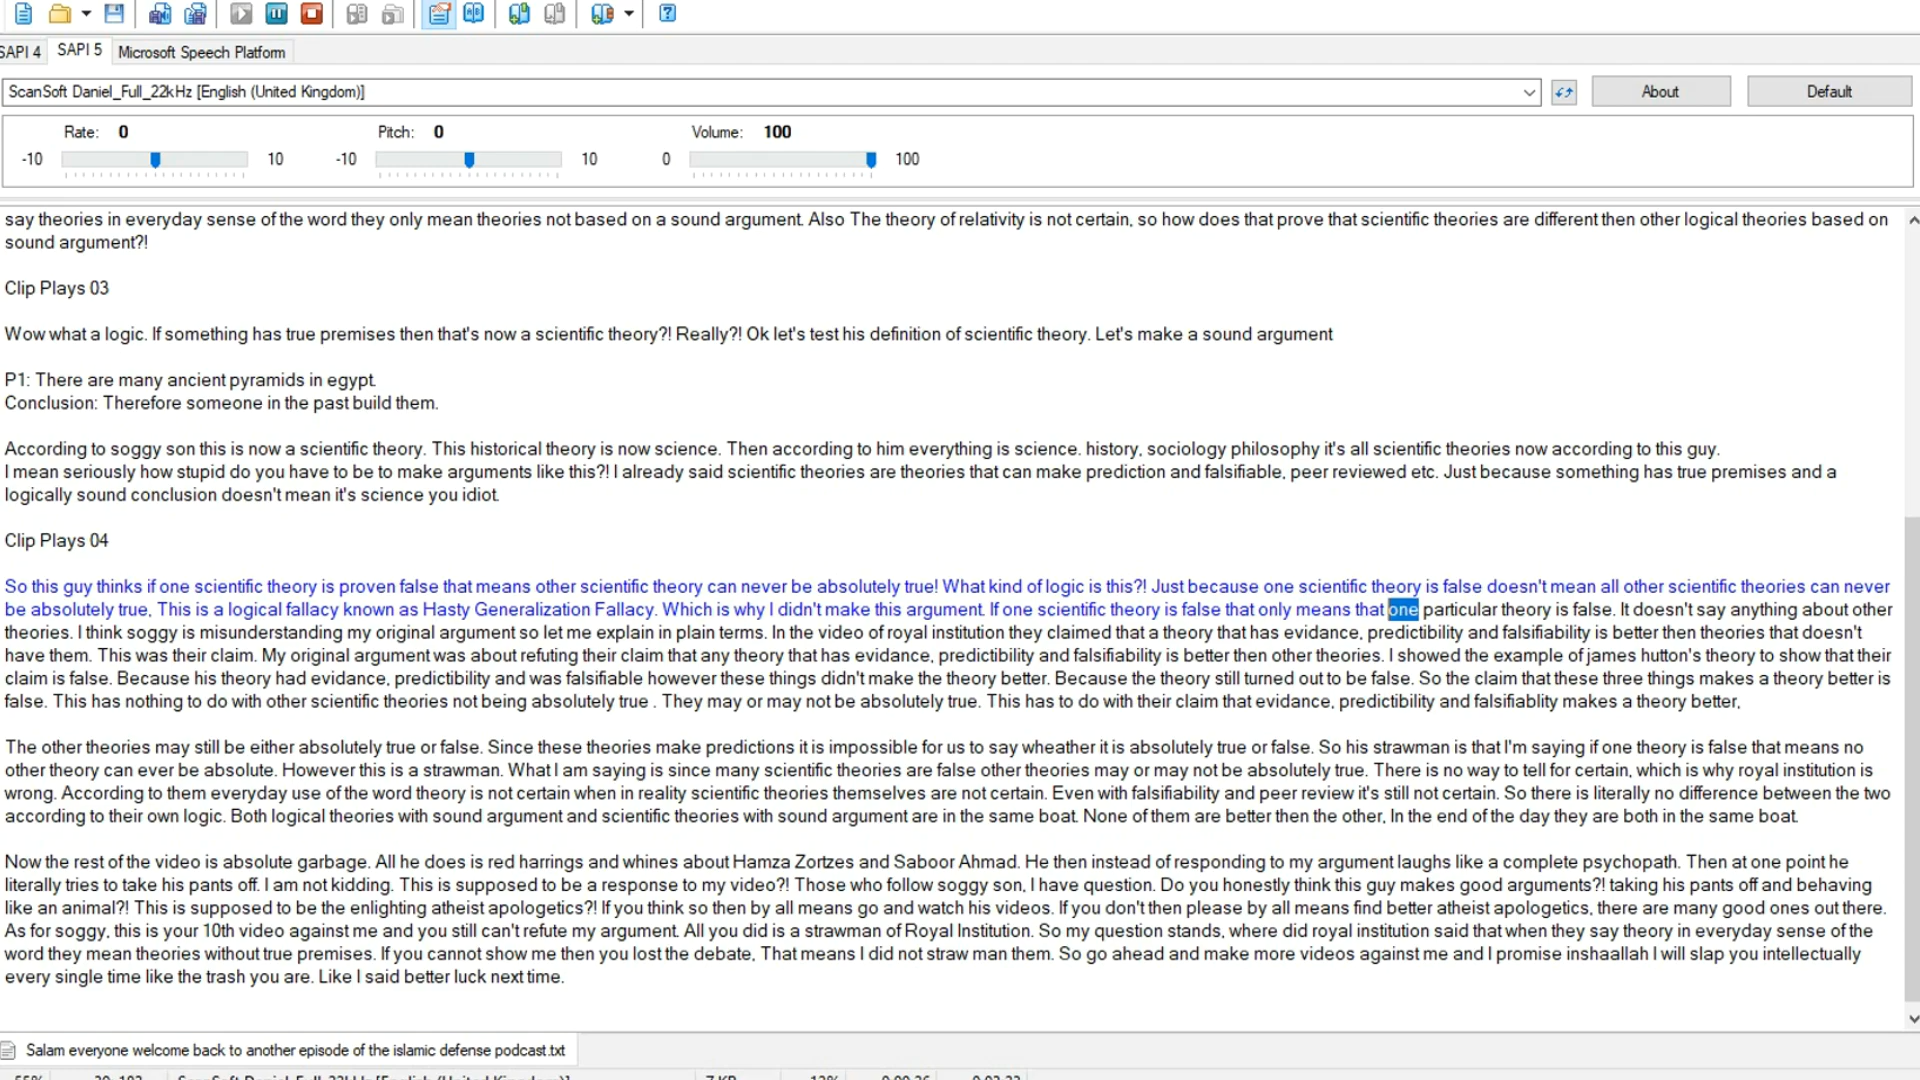 SAPI 4 SAPI 5 Microsoft Speech Platform
ScanSoft Daniel_Full_22kHz [English (United Kingdom)] About Default
Rate: 0 Pitch: 0 Volume: 100
-10 10 -10 10 0 100
say theories in everyday sense of the word they only mean theories not based on a sound argument. Also The theory of relativity is not certain, so how does that prove that scientific theories are different then other logical theories based on
sound argument?!
Clip Plays 03
Wow what a logic. If something has true premises then that's now a scientific theory?! Really?! Ok let's test his definition of scientific theory. Let's make a sound argument
P1: There are many ancient pyramids in egypt.
Conclusion: Therefore someone in the past build them.
According to soggy son this is now a scientific theory. This historical theory is now science. Then according to him everything is science. history, sociology philosophy it's all scientific theories now according to this guy.
I mean seriously how stupid do you have to be to make arguments like this?! I already said scientific theories are theories that can make prediction and falsifiable, peer reviewed etc. Just because something has true premises and a
logically sound conclusion doesn't mean it's science you idiot.
Clip Plays 04
So this guy thinks if one scientific theory is proven false that means other scientific theory can never be absolutely true! What kind of logic is this?! Just because one scientific theory is false doesn't mean all other scientific theories can never
be absolutely true, This is a logical fallacy known as Hasty Generalization Fallacy. Which is why I didn't make this argument. If one scientific theory is false that only means that one particular theory is false. It doesn't say anything about other
theories. I think soggy is misunderstanding my original argument so let me explain in plain terms. In the video of royal institution they claimed that a theory that has evidence, predictibility and falsifiability is better then theories that doesn't
have them. This was their claim. My original argument was about refuting their claim that any theory that has evidence, predictibility and falsifiability is better then other theories. I showed the example of james hutton's theory to show that their
claim is false. Because his theory had evidence, predictibility and was falsifiable however these things didn't make the theory better. Because the theory still turned out to be false. So the claim that these three things makes a theory better is
false. This has nothing to do with other scientific theories not being absolutely true . They may or may not be absolutely true. This has to do with their claim that evidence, predictibility and falsifiablity makes a theory better,
The other theories may still be either absolutely true or false. Since these theories make predictions it is impossible for us to say wheather it is absolutely true or false. So his strawman is that I'm saying if one theory is false that means no
other theory can ever be absolute. However this is a strawman. What I am saying is since many scientific theories are false other theories may or may not be absolutely true. There is no way to tell for certain, which is why royal institution is
wrong. According to them everyday use of the word theory is not certain when in reality scientific theories themselves are not certain. Even with falsifiability and peer review it's still not certain. So there is literally no difference between the two
according to their own logic. Both logical theories with sound argument and scientific theories with sound argument are in the same boat. None of them are better then the other, In the end of the day they are both in the same boat.
Now the rest of the video is absolute garbage. All he does is red harrings and whines about Hamza Zortzes and Saboor Ahmad. He then instead of responding to my argument laughs like a complete psychopath. Then at one point he
literally tries to take his pants off. I am not kidding. This is supposed to be a response to my video?! Those who follow soggy son, I have question. Do you honestly think this guy makes good arguments?! taking his pants off and behaving
like an animal?! This is supposed to be the enlighting atheist apologetics?! If you think so then by all means go and watch his videos. If you don't then please by all means find better atheist apologetics, there are many good ones out there.
As for soggy, this is your 10th video against me and you still can't refute my argument. All you did is a strawman of Royal Institution. So my question stands, where did royal institution said that when they say theory in everyday sense of the
word they mean theories without true premises. If you cannot show me then you lost the debate, That means I did not straw man them. So go ahead and make more videos against me and I promise inshaallah I will slap you intellectually
every single time like the trash you are. Like I said better luck next time.
Salam everyone welcome back to another episode of the islamic defense podcast.txt